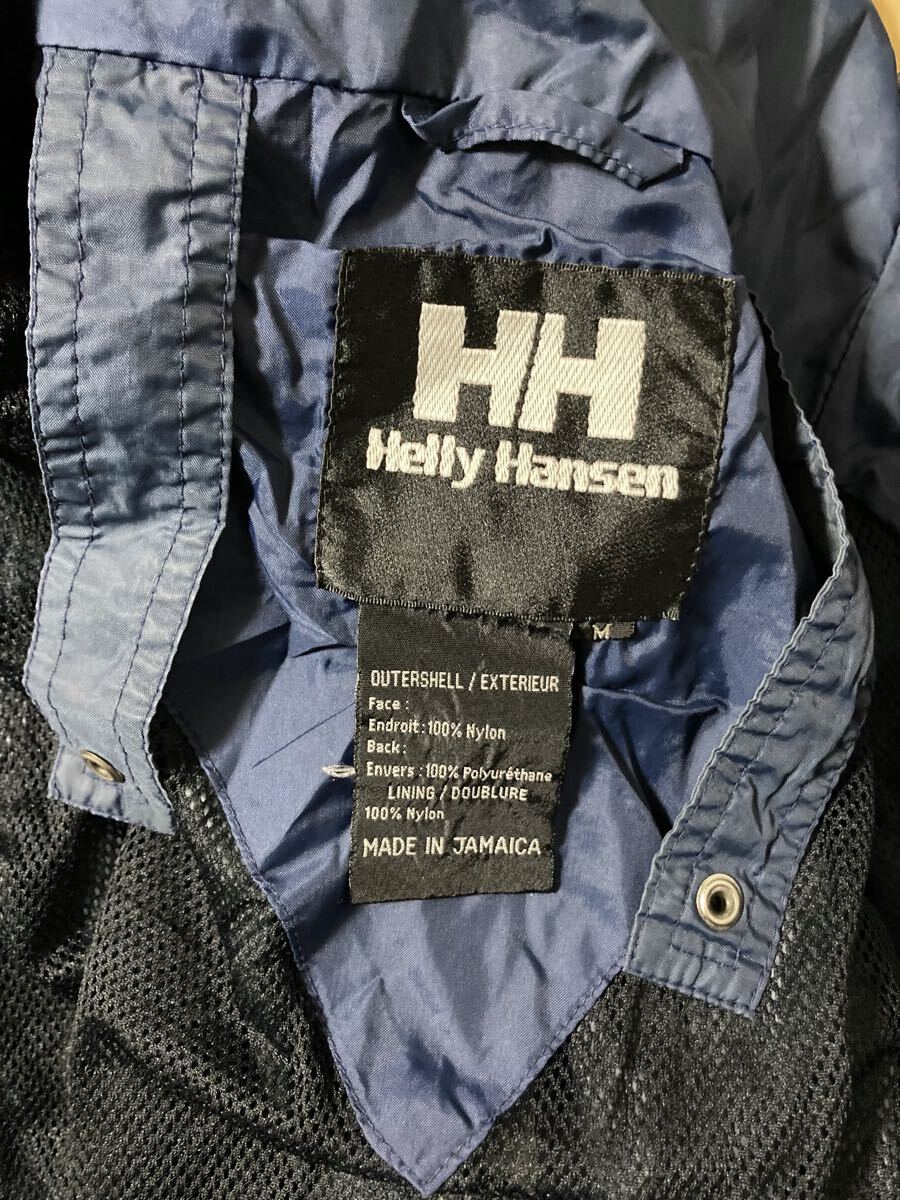 HH
Helly Hansen
M
OUTERSHELL / EXTERIEUR
Face :
Endroit : 100% Nylon
Back :
Envers : 100% Polyuréthane
LINING / DOUBLURE
100% Nylon
MADE IN JAMAICA